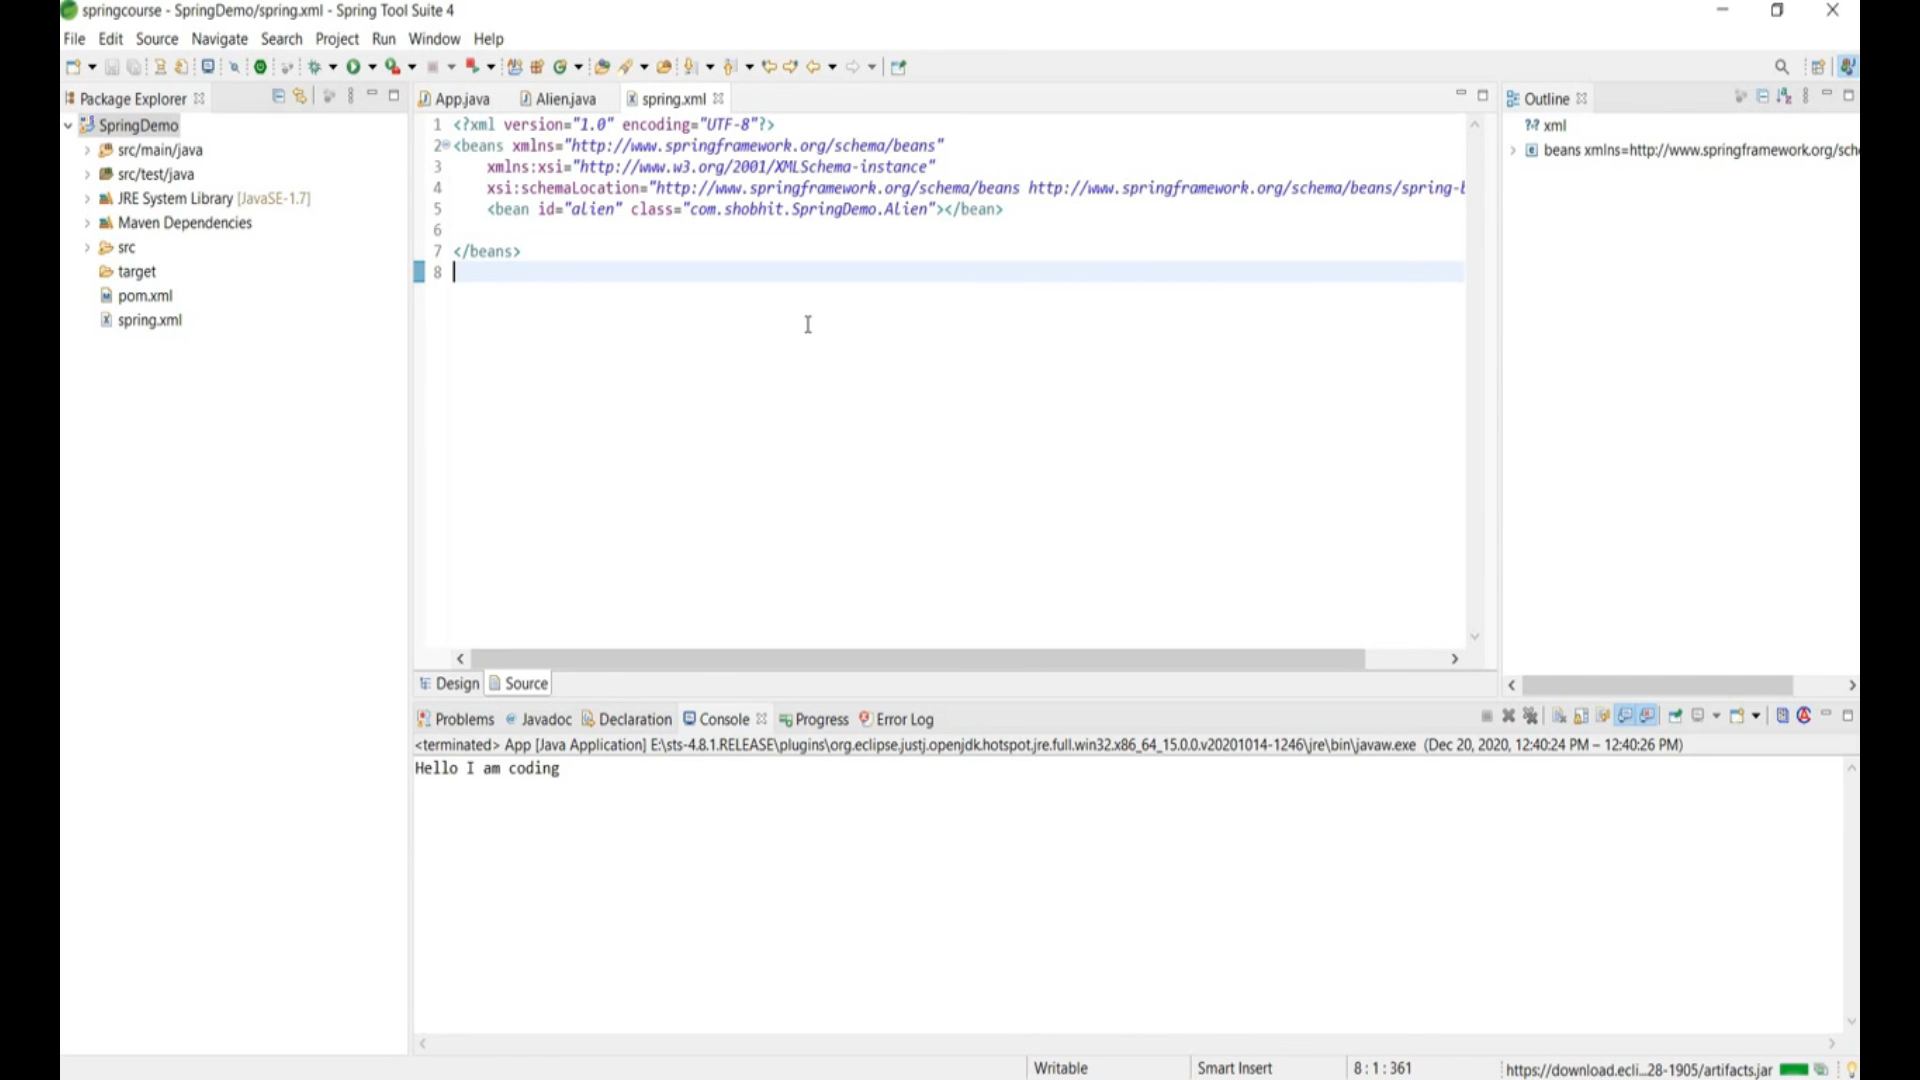 springcourse - SpringDemo/spring.xml - Spring Tool Suite 4
File Edit Source Navigate Search Project Run Window Help
Package Explorer
SpringDemo
src/main/java
src/test/java
JRE System Library [JavaSE-1.7]
Maven Dependencies
src
target
pom.xml
spring.xml
App.java Alien.java spring.xml
1 <?xml version="1.0" encoding="UTF-8"?>
2 <beans xmlns="http://www.springframework.org/schema/beans"
3 xmlns:xsi="http://www.w3.org/2001/XMLSchema-instance"
4 xsi:schemaLocation="http://www.springframework.org/schema/beans http://www.springframework.org/schema/beans/spring-b
5 <bean id="alien" class="com.shobhit.SpringDemo.Alien"></bean>
6
7 </beans>
8
Design Source
Outline
?-? xml
beans xmlns=http://www.springframework.org/sch
Problems Javadoc Declaration Console Progress Error Log
<terminated> App [Java Application] E:\sts-4.8.1.RELEASE\plugins\org.eclipse.justj.openjdk.hotspot.jre.full.win32.x86_64_15.0.0.v20201014-1246\jre\bin\javaw.exe (Dec 20, 2020, 12:40:24 PM – 12:40:26 PM)
Hello I am coding
Writable Smart Insert 8 : 1 : 361 https://download.ecli...28-1905/artifacts.jar